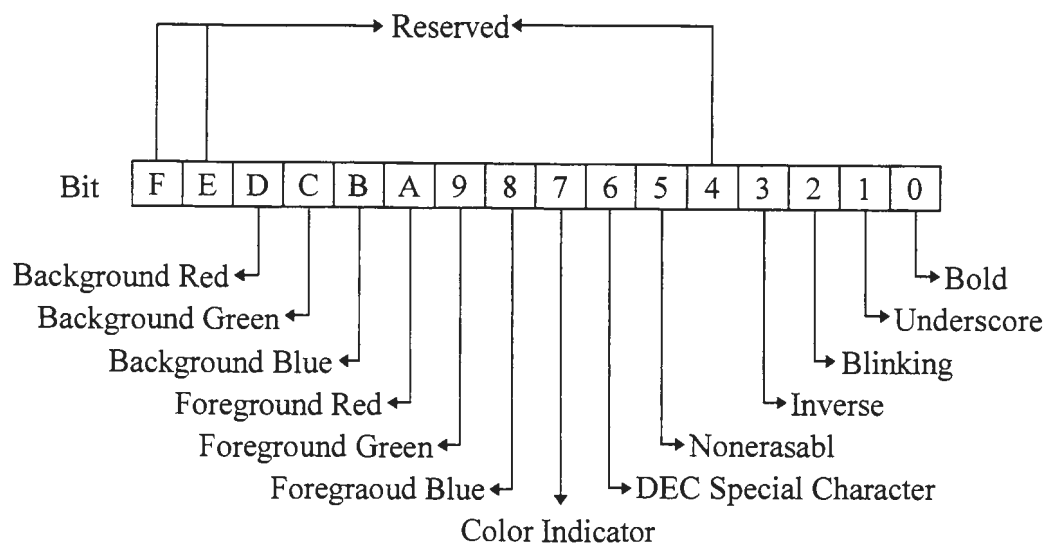 Reserved
Bit F E D C B A 9 8 7 6 5 4 3 2 1 0
Background Red Bold
Background Green Underscore
Background Blue Blinking
Foreground Red Inverse
Foreground Green Nonerasabl
Foregraoud Blue DEC Special Character
Color Indicator